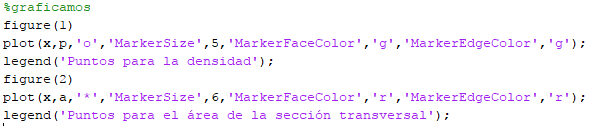 %graficamos
figure(1)
plot(x,p,'o','MarkerSize',5,'MarkerFaceColor','g','MarkerEdgeColor','g');
legend('Puntos para la densidad');
figure(2)
plot(x,a,'*','MarkerSize',6,'MarkerFaceColor','r','MarkerEdgeColor','r');
legend('Puntos para el área de la sección transversal');